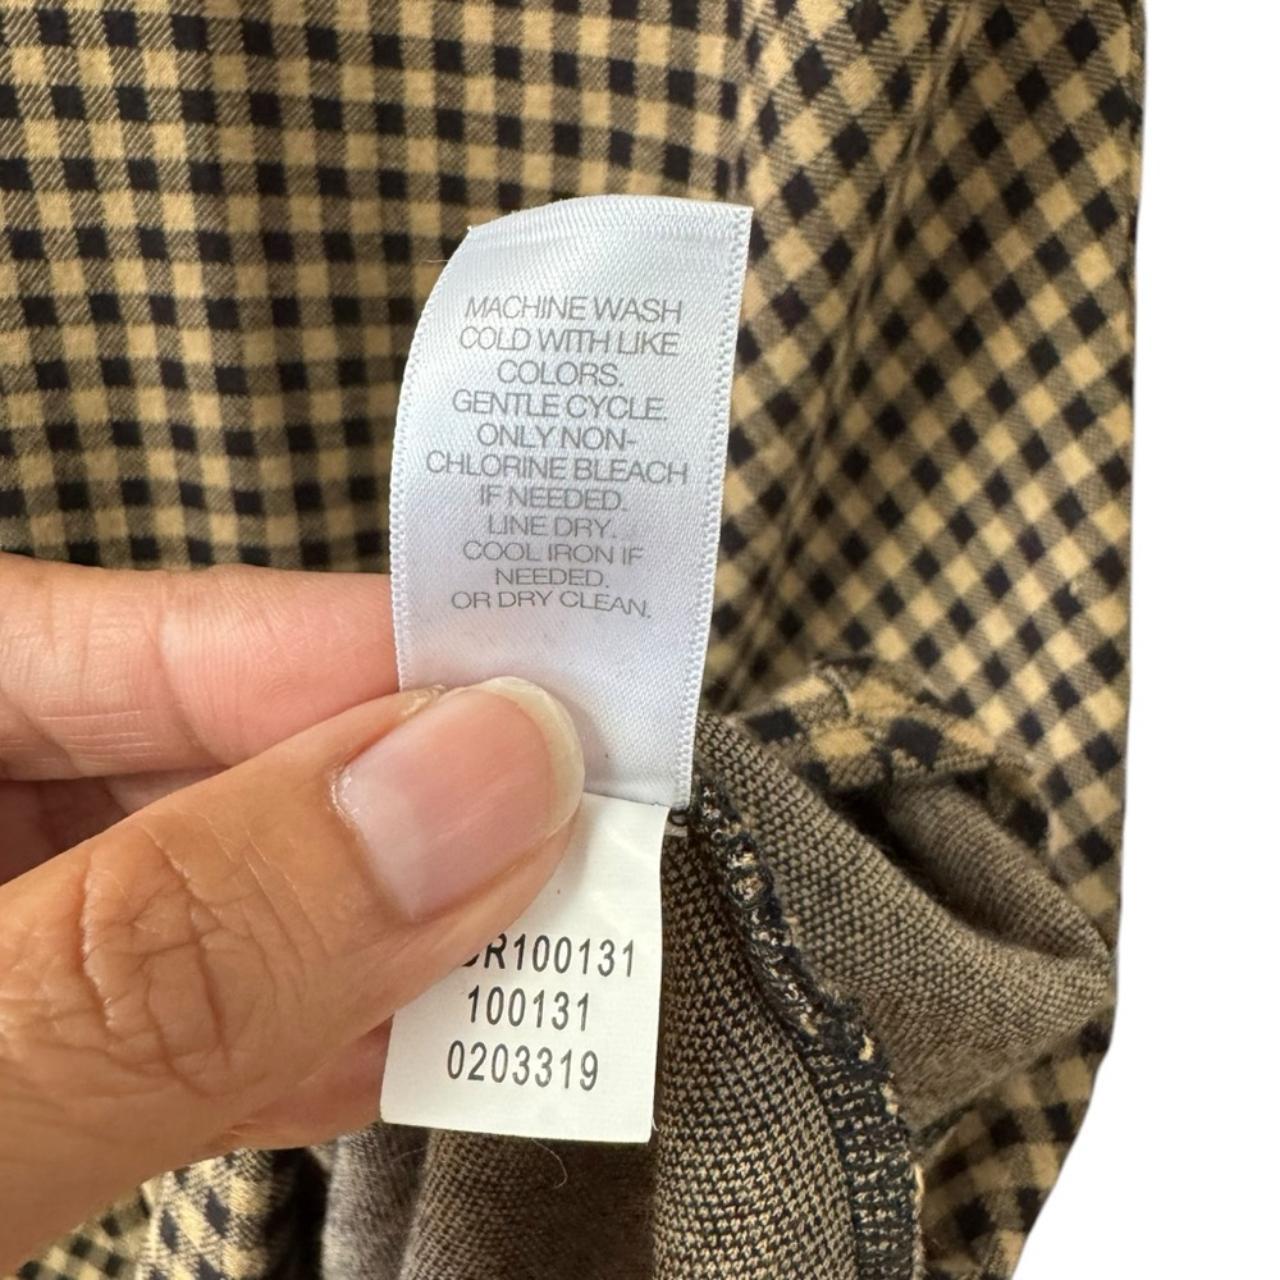 MACHINE WASH
COLD WITH LIKE
COLORS.
GENTLE CYCLE.
ONLY NON-
CHLORINE BLEACH
IF NEEDED.
LINE DRY.
COOL IRON IF
NEEDED.
OR DRY CLEAN.
100131
0203319